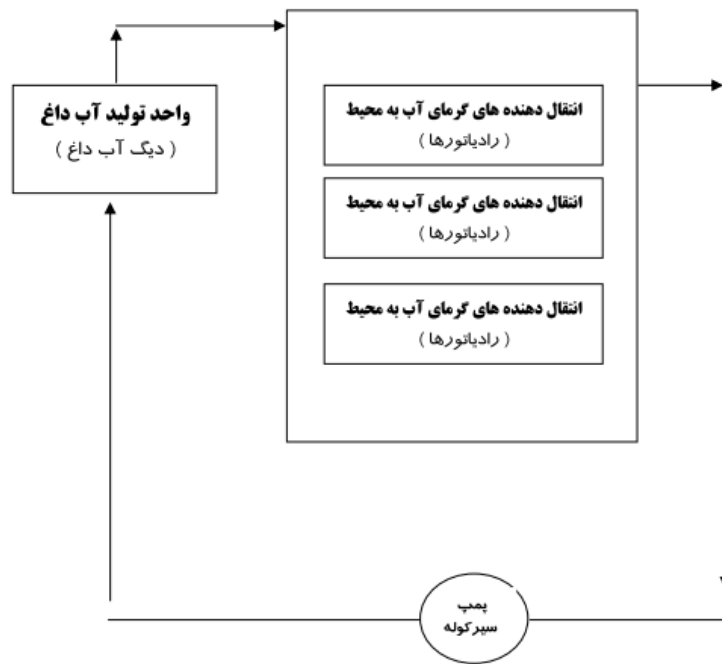 واحد تولید آب داغ
( دیگ آب داغ )
انتقال دهنده های گرمای آب به محیط
( رادیاتورها )
انتقال دهنده های گرمای آب به محیط
( رادیاتورها )
انتقال دهنده های گرمای آب به محیط
( رادیاتورها )
پمپ
سیرکوله